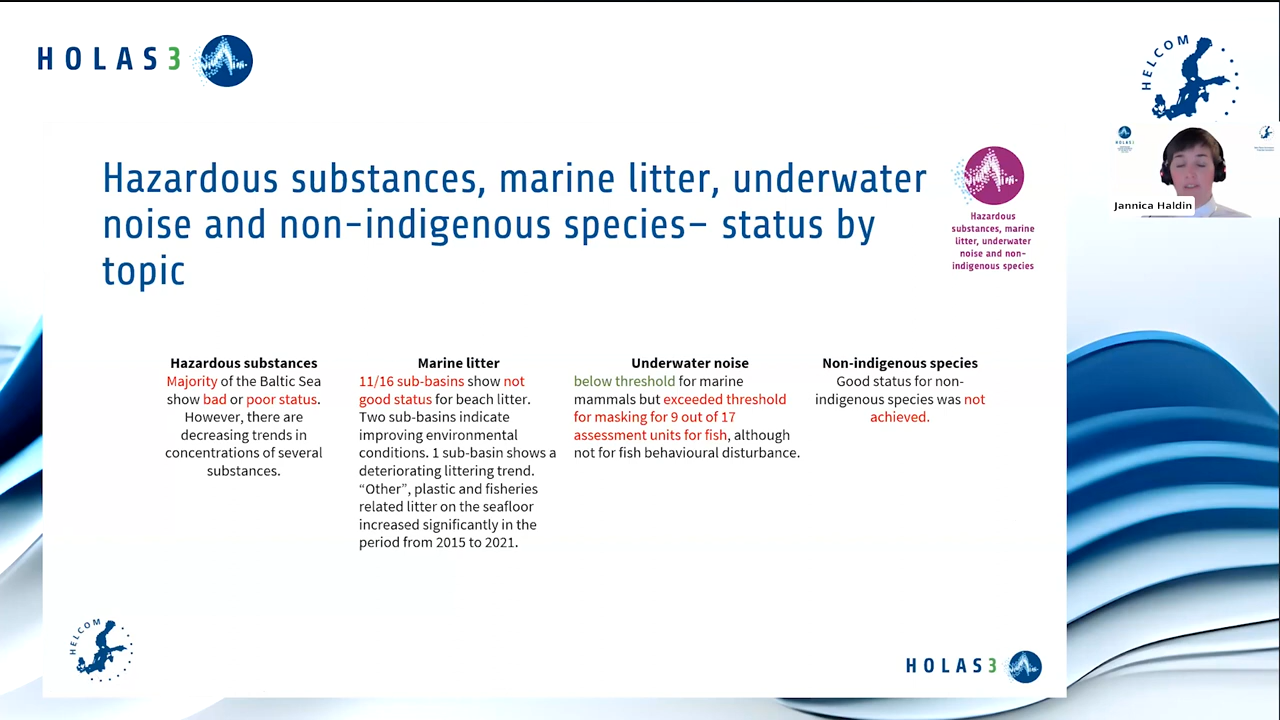 HOLAS3
HELCOM
Jannica Haldin
Hazardous substances, marine litter, underwater
noise and non-indigenous species– status by
topic
Hazardous
substances, marine
litter, underwater
noise and non-
indigenous species
Hazardous substances
Majority of the Baltic Sea
show bad or poor status.
However, there are
decreasing trends in
concentrations of several
substances.
Marine litter
11/16 sub-basins show not
good status for beach litter.
Two sub-basins indicate
improving environmental
conditions. 1 sub-basin shows a
deteriorating littering trend.
“Other”, plastic and fisheries
related litter on the seafloor
increased significantly in the
period from 2015 to 2021.
Underwater noise
below threshold for marine
mammals but exceeded threshold
for masking for 9 out of 17
assessment units for fish, although
not for fish behavioural disturbance.
Non-indigenous species
Good status for non-
indigenous species was not
achieved.
HELCOM
HOLAS3